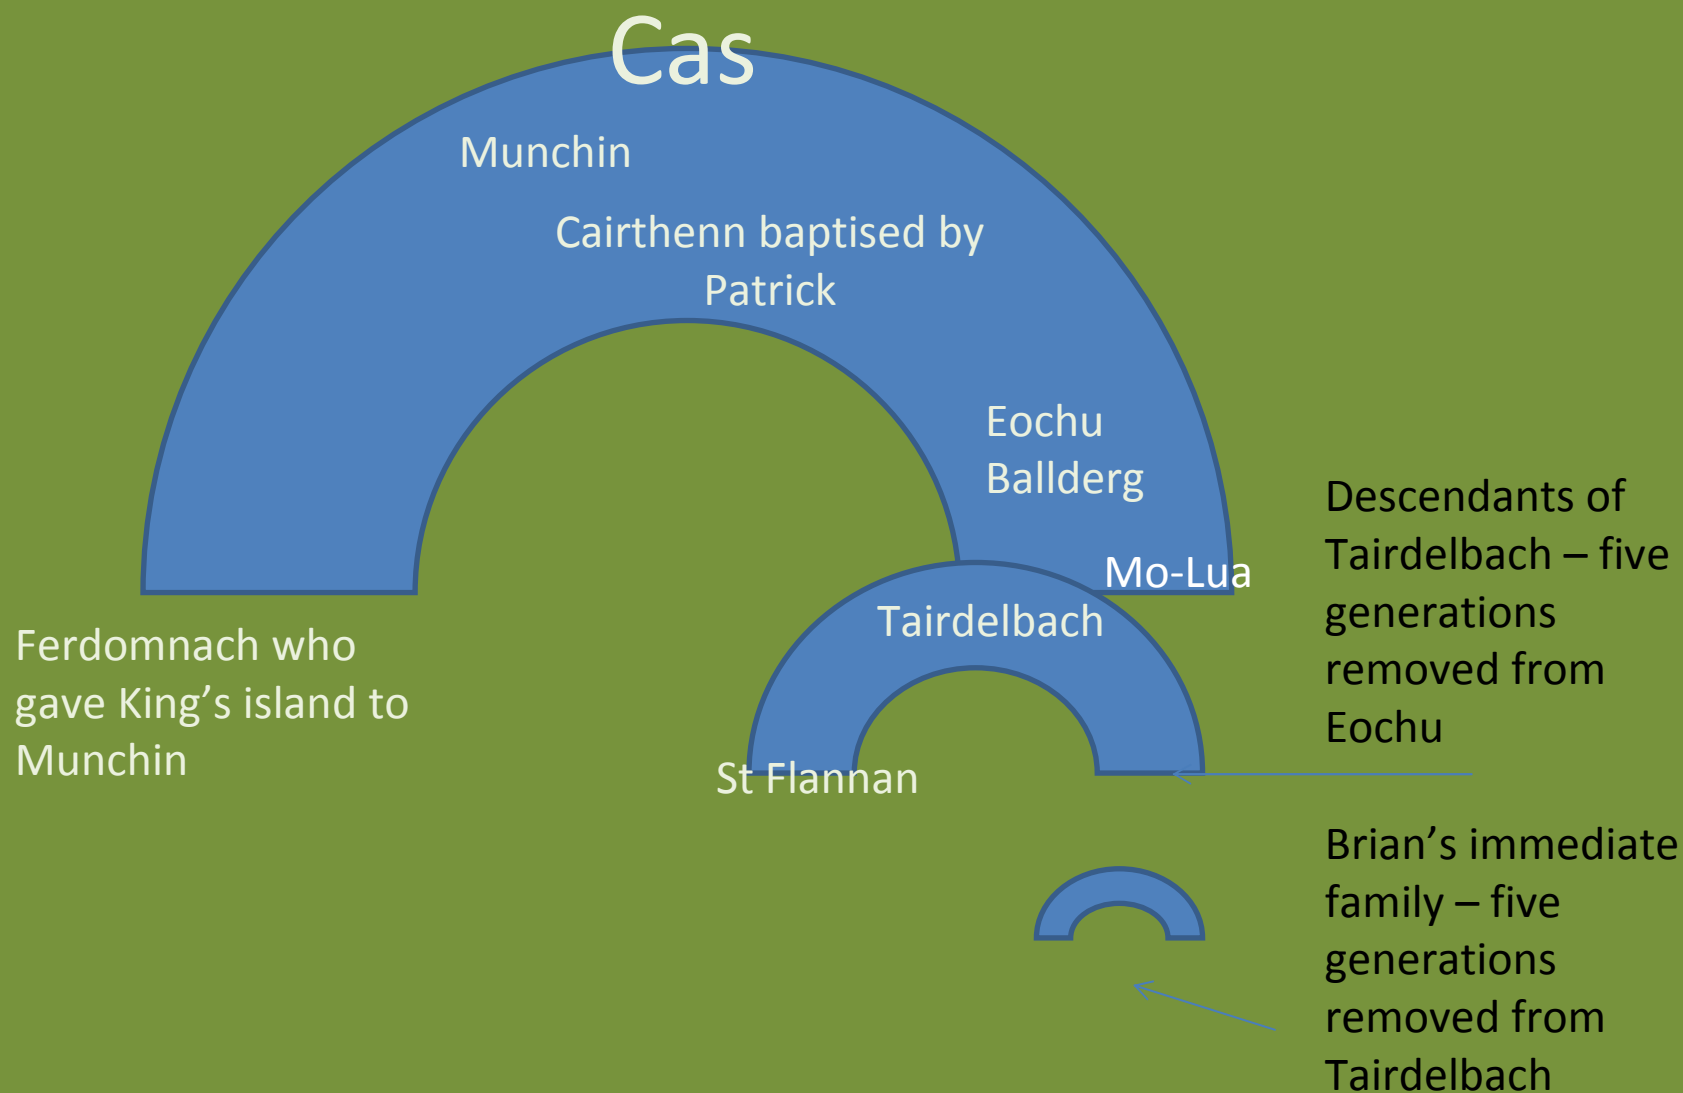 Cas
Munchin
Cairthenn baptised by
Patrick
Eochu
Ballderg
Mo-Lua
Tairdelbach
Ferdomnach who
gave King’s island to
Munchin
St Flannan
Descendants of
Tairdelbach – five
generations
removed from
Eochu
Brian’s immediate
family – five
generations
removed from
Tairdelbach